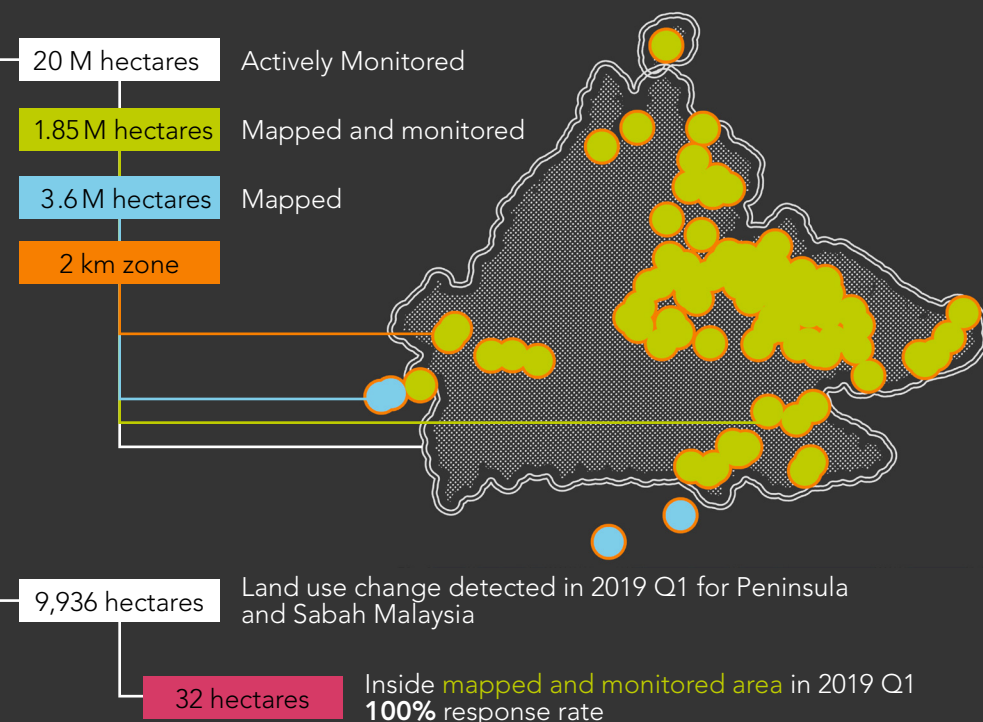 20 M hectares Actively Monitored
1.85 M hectares Mapped and monitored
3.6 M hectares Mapped
2 km zone
9,936 hectares Land use change detected in 2019 Q1 for Peninsula
and Sabah Malaysia
32 hectares Inside mapped and monitored area in 2019 Q1
100% response rate